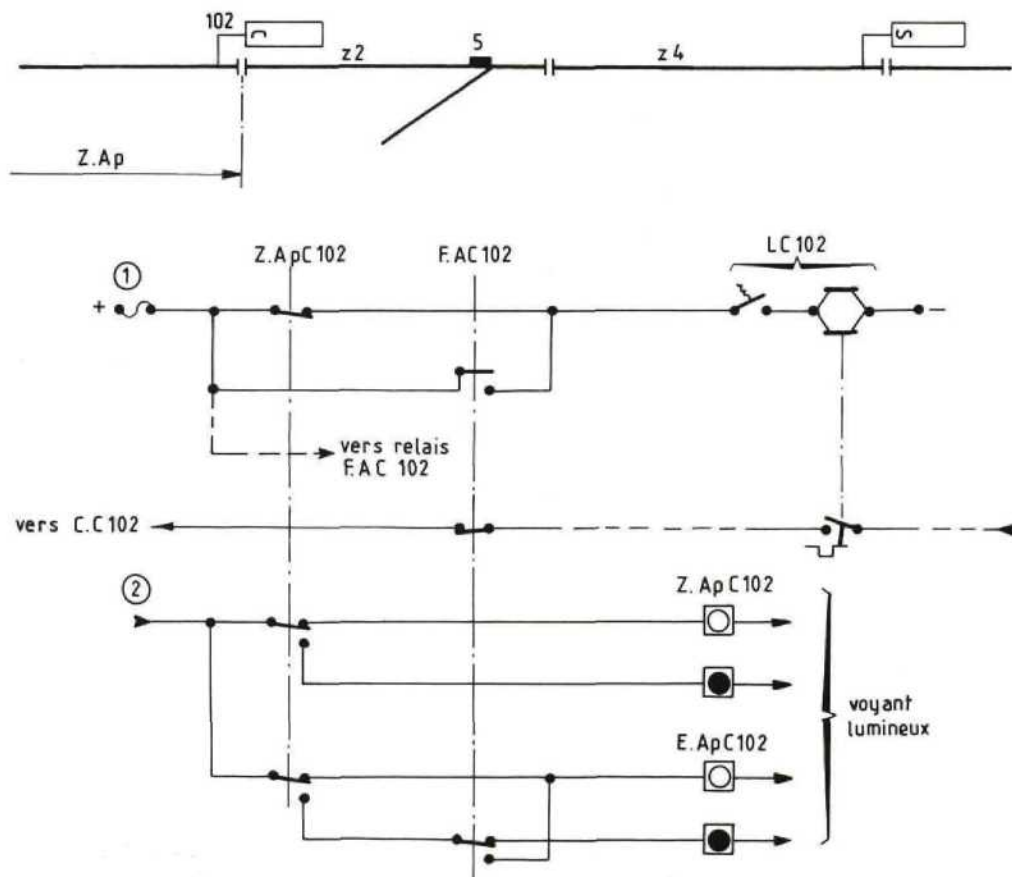 102
C
z2
5
z4
S
Z.Ap
Z.ApC102
F.AC102
LC102
1
+
-
vers relais
F.AC 102
vers C.C102
2
Z.ApC102
voyant
lumineux
E.ApC102